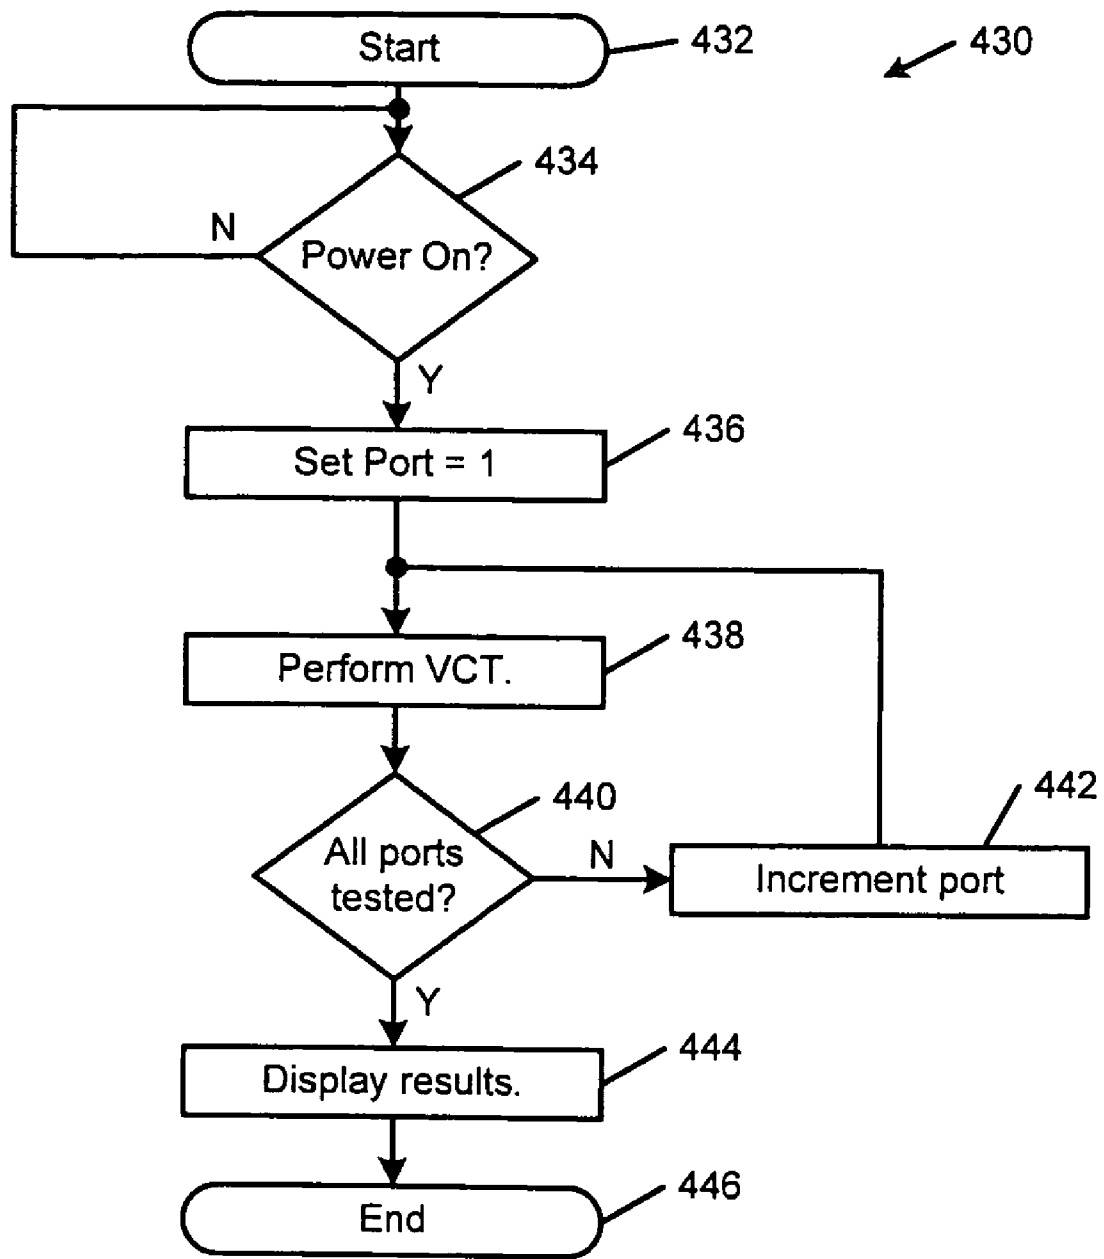 Start
432
430
434
N
Power On?
Y
436
Set Port = 1
438
Perform VCT.
440
442
All ports
tested?
N
Increment port
Y
444
Display results.
446
End